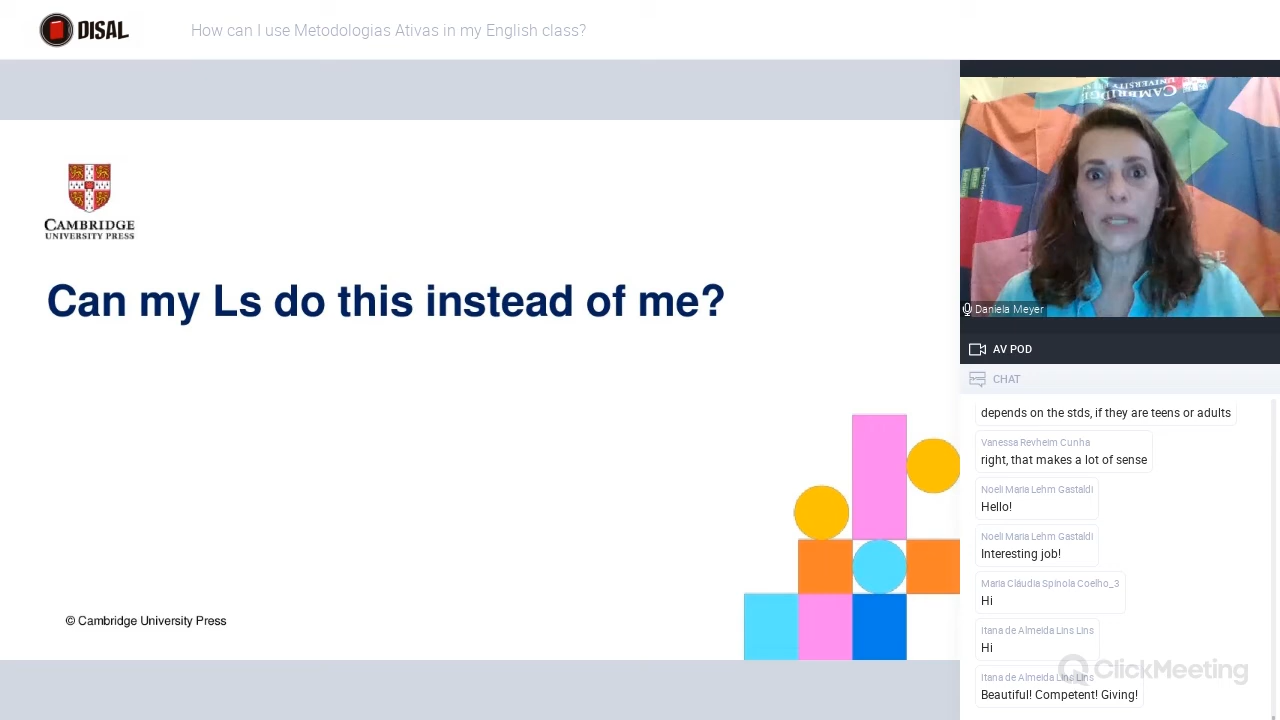 DISAL
How can I use Metodologias Ativas in my English class?
CAMBRIDGE
UNIVERSITY PRESS
Can my Ls do this instead of me?
© Cambridge University Press
Daniela Meyer
AV POD
CHAT
depends on the stds, if they are teens or adults
Vanessa Revheim Cunha
right, that makes a lot of sense
Noeli Maria Lehm Gastaldi
Hello!
Noeli Maria Lehm Gastaldi
Interesting job!
Maria Cláudia Spinola Coelho_3
Hi
Itana de Almeida Lins Lins
Hi
ClickMeeting
Itana de Almeida Lins Lins
Beautiful! Competent! Giving!